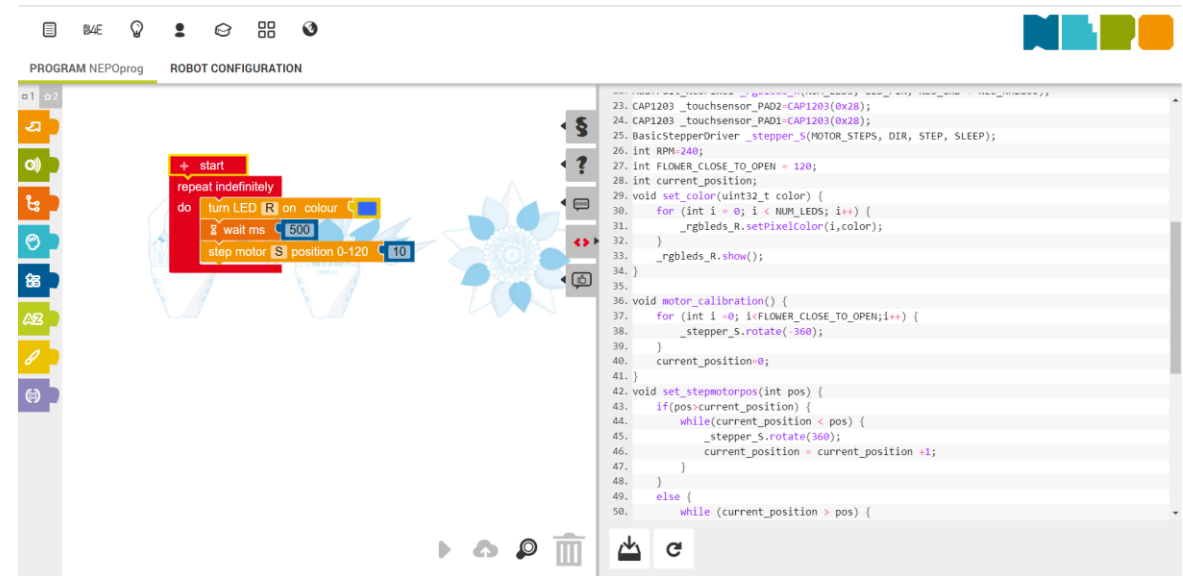 B4E
NEPO
PROGRAM NEPOprog ROBOT CONFIGURATION
1 2
+ start
repeat indefinitely
do turn LED R on colour
wait ms 500
step motor S position 0-120 10
§
?
<>
AZ
23. CAP1203 _touchsensor_PAD2=CAP1203(0x28);
24. CAP1203 _touchsensor_PAD1=CAP1203(0x28);
25. BasicStepperDriver _stepper_S(MOTOR_STEPS, DIR, STEP, SLEEP);
26. int RPM=240;
27. int FLOWER_CLOSE_TO_OPEN = 120;
28. int current_position;
29. void set_color(uint32_t color) {
30. for (int i = 0; i < NUM_LEDS; i++) {
31. _rgbleds_R.setPixelColor(i,color);
32. }
33. _rgbleds_R.show();
34. }
35.
36. void motor_calibration() {
37. for (int i =0; i<FLOWER_CLOSE_TO_OPEN;i++) {
38. _stepper_S.rotate(-360);
39. }
40. current_position=0;
41. }
42. void set_stepmotorpos(int pos) {
43. if(pos>current_position) {
44. while(current_position < pos) {
45. _stepper_S.rotate(360);
46. current_position = current_position +1;
47. }
48. }
49. else {
50. while (current_position > pos) {